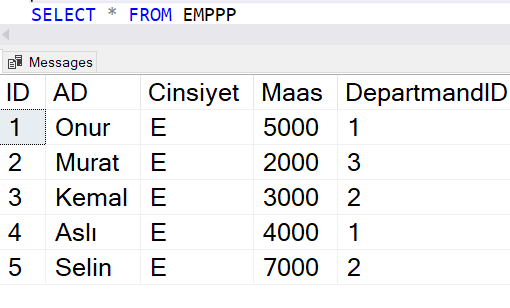 SELECT * FROM EMPPP
Messages
ID AD Cinsiyet Maas DepartmandID
1 Onur E 5000 1
2 Murat E 2000 3
3 Kemal E 3000 2
4 Aslı E 4000 1
5 Selin E 7000 2